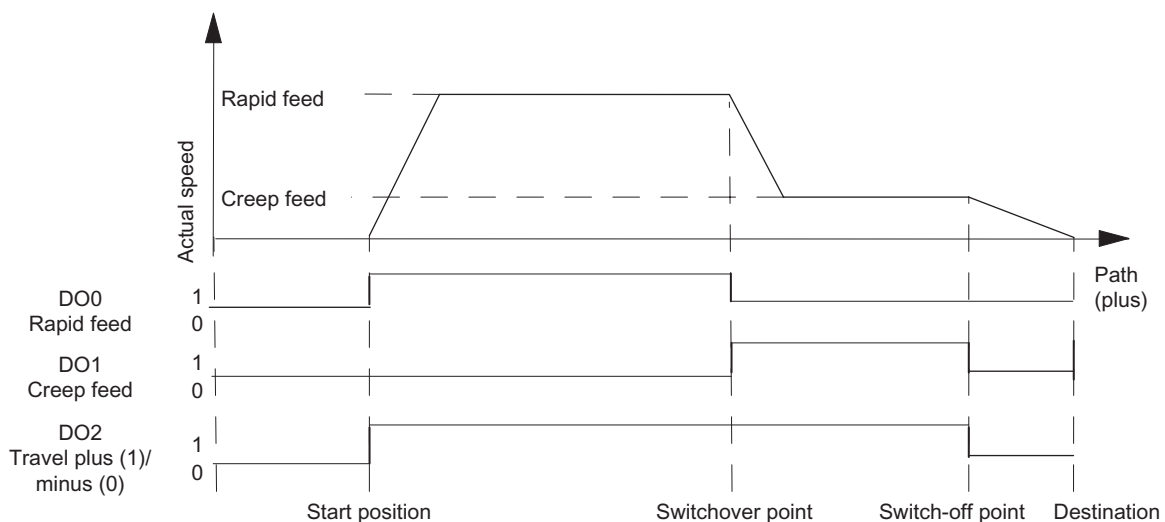 Rapid feed
Creep feed
Actual speed
Path
(plus)
DO0
Rapid feed
1
0
DO1
Creep feed
1
0
DO2
Travel plus (1)/
minus (0)
1
0
Start position
Switchover point
Switch-off point
Destination